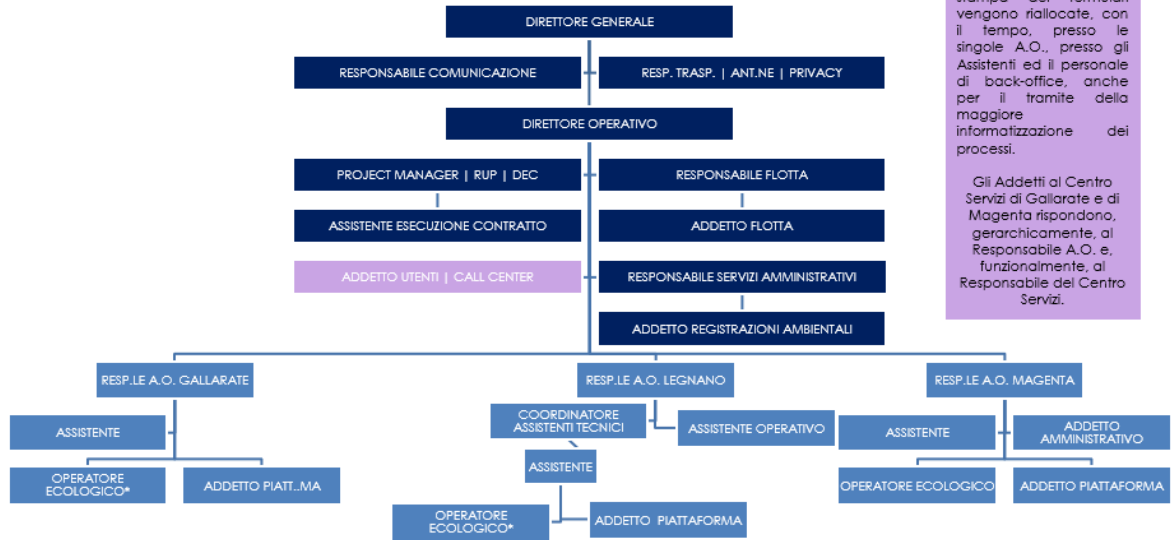 DIRETTORE GENERALE
RESPONSABILE COMUNICAZIONE
RESP. TRASP. | ANT.NE | PRIVACY
DIRETTORE OPERATIVO
PROJECT MANAGER | RUP | DEC
RESPONSABILE FLOTTA
ASSISTENTE ESECUZIONE CONTRATTO
ADDETTO FLOTTA
ADDETTO UTENTI | CALL CENTER
RESPONSABILE SERVIZI AMMINISTRATIVI
ADDETTO REGISTRAZIONI AMBIENTALI
vengono riallocate, con
il tempo, presso le
singole A.O., presso gli
Assistenti ed il personale
di back-office, anche
per il tramite della
maggiore
informatizzazione dei
processi.
Gli Addetti al Centro
Servizi di Gallarate e di
Magenta rispondono,
gerarchicamente, al
Responsabile A.O. e,
funzionalmente, al
Responsabile del Centro
Servizi.
RESP.LE A.O. GALLARATE
RESP.LE A.O. LEGNANO
RESP.LE A.O. MAGENTA
ASSISTENTE
OPERATORE
ECOLOGICO*
ADDETTO PIATT..MA
COORDINATORE
ASSISTENTI TECNICI
ASSISTENTE OPERATIVO
ASSISTENTE
OPERATORE
ECOLOGICO*
ADDETTO PIATTAFORMA
ASSISTENTE
ADDETTO
AMMINISTRATIVO
OPERATORE ECOLOGICO
ADDETTO PIATTAFORMA